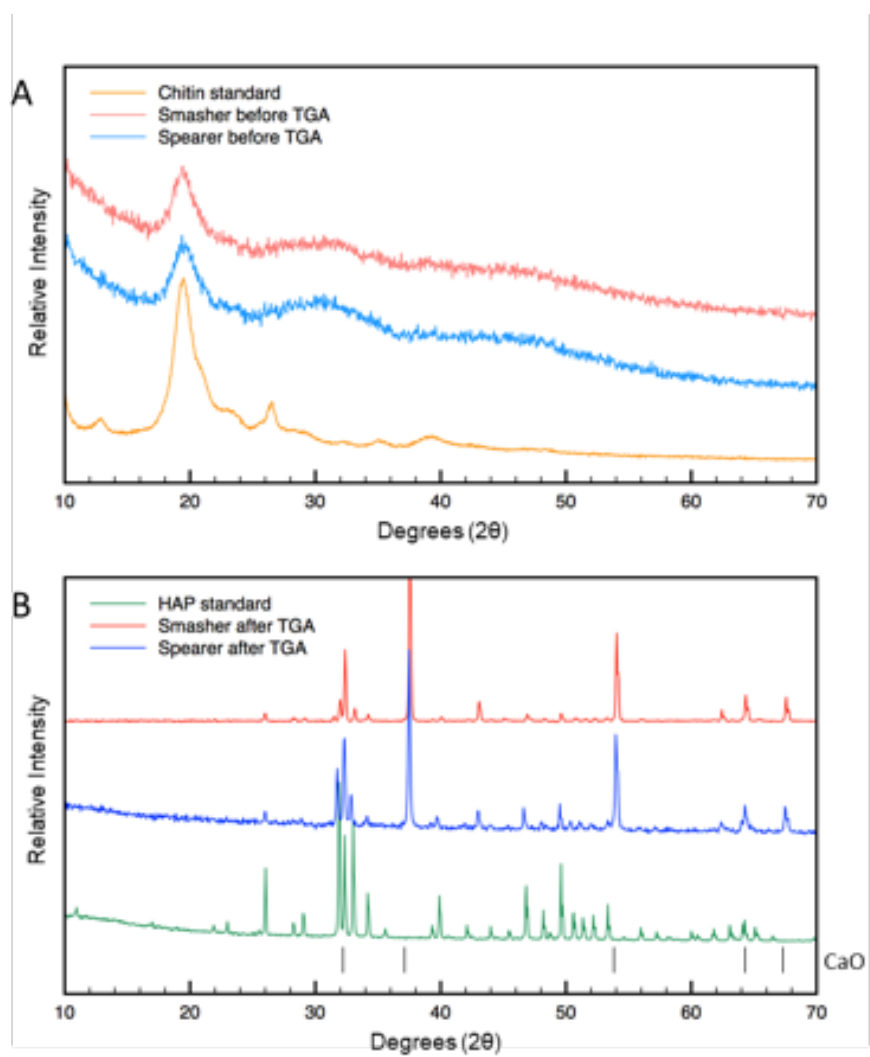 A
Chitin standard
Smasher before TGA
Spearer before TGA
Relative Intensity
10 20 30 40 50 60 70
Degrees (2θ)
B
HAP standard
Smasher after TGA
Spearer after TGA
Relative Intensity
CaO
10 20 30 40 50 60 70
Degrees (2θ)